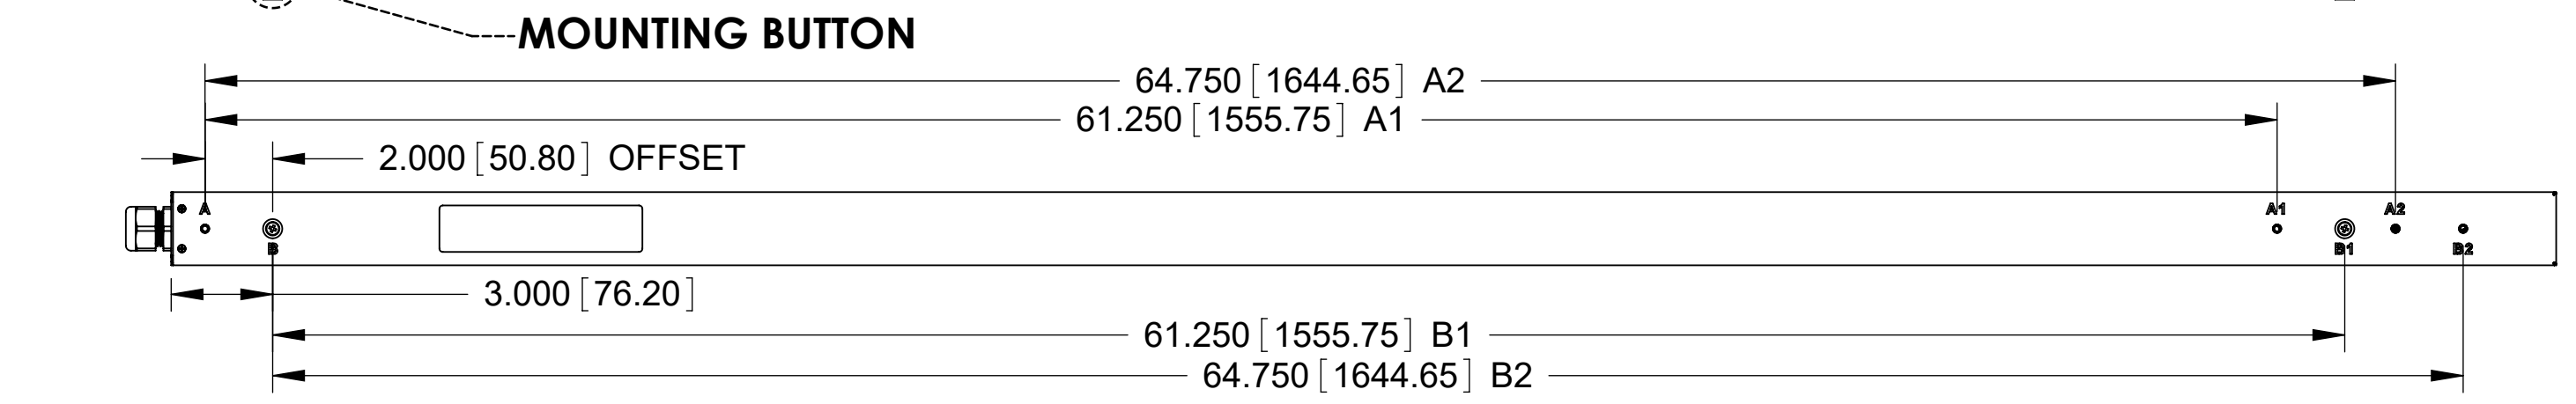 MOUNTING BUTTON
64.750 [1644.65] A2
61.250 [1555.75] A1
2.000 [50.80] OFFSET
A A1 A2
B B1 B2
3.000 [76.20]
61.250 [1555.75] B1
64.750 [1644.65] B2